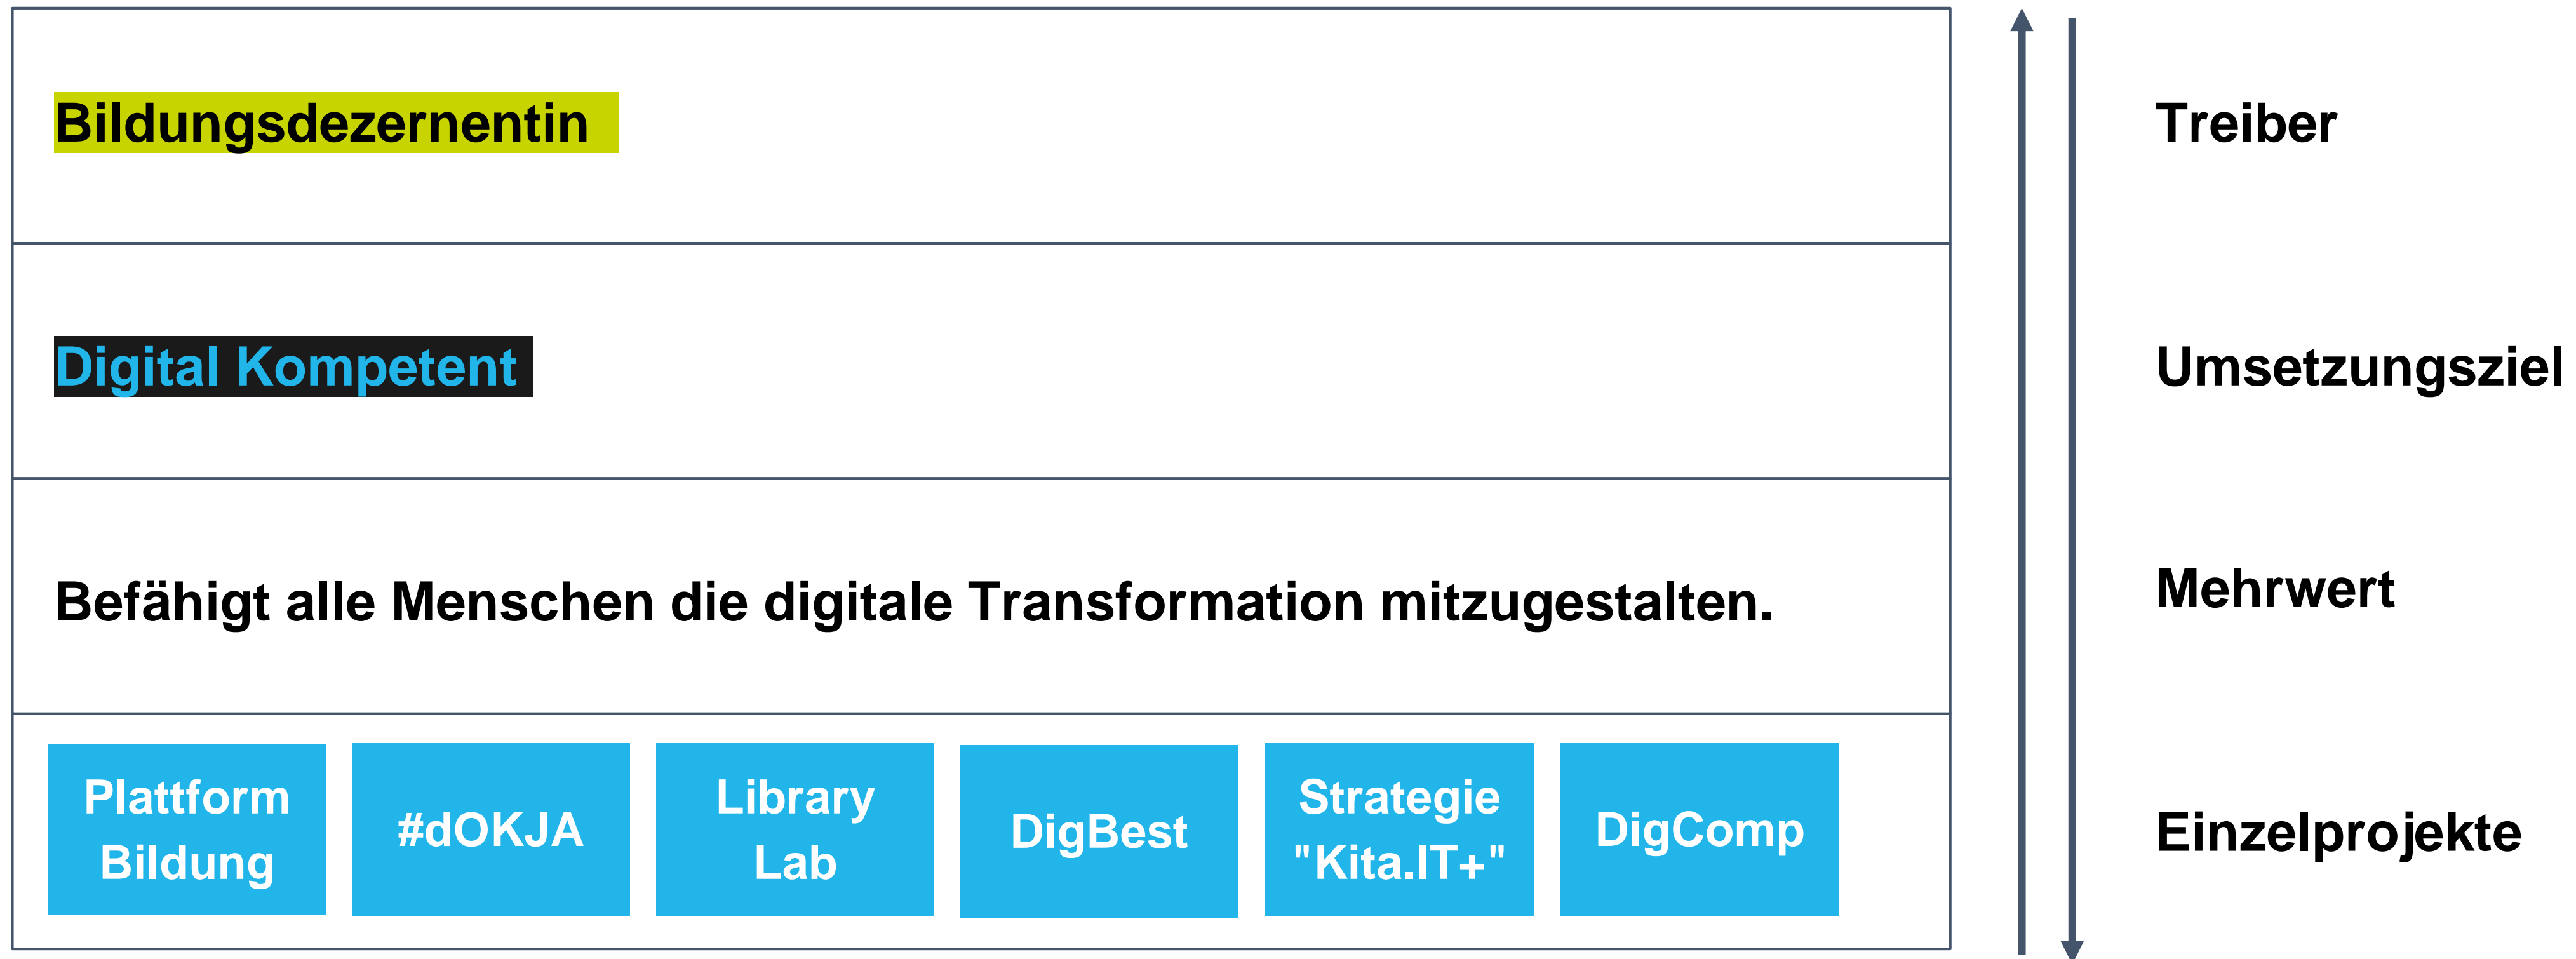 Bildungsdezernentin
Treiber
Digital Kompetent
Umsetzungsziel
Befähigt alle Menschen die digitale Transformation mitzugestalten.
Mehrwert
Plattform
Bildung
#dOKJA
Library
Lab
DigBest
Strategie
"Kita.IT+"
DigComp
Einzelprojekte